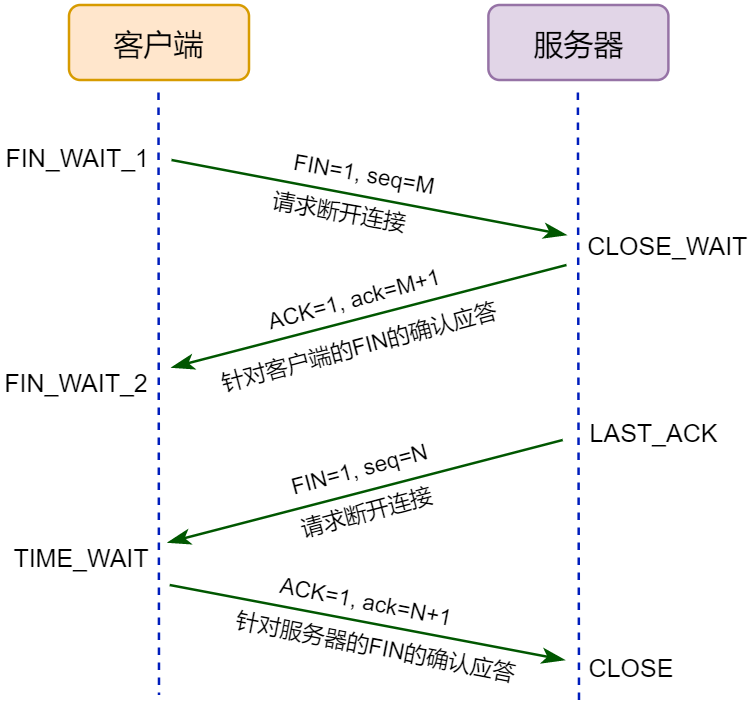 客户端
服务器
FIN_WAIT_1
FIN=1, seq=M
请求断开连接
CLOSE_WAIT
ACK=1, ack=M+1
针对客户端的FIN的确认应答
FIN_WAIT_2
LAST_ACK
FIN=1, seq=N
请求断开连接
TIME_WAIT
ACK=1, ack=N+1
针对服务器的FIN的确认应答
CLOSE